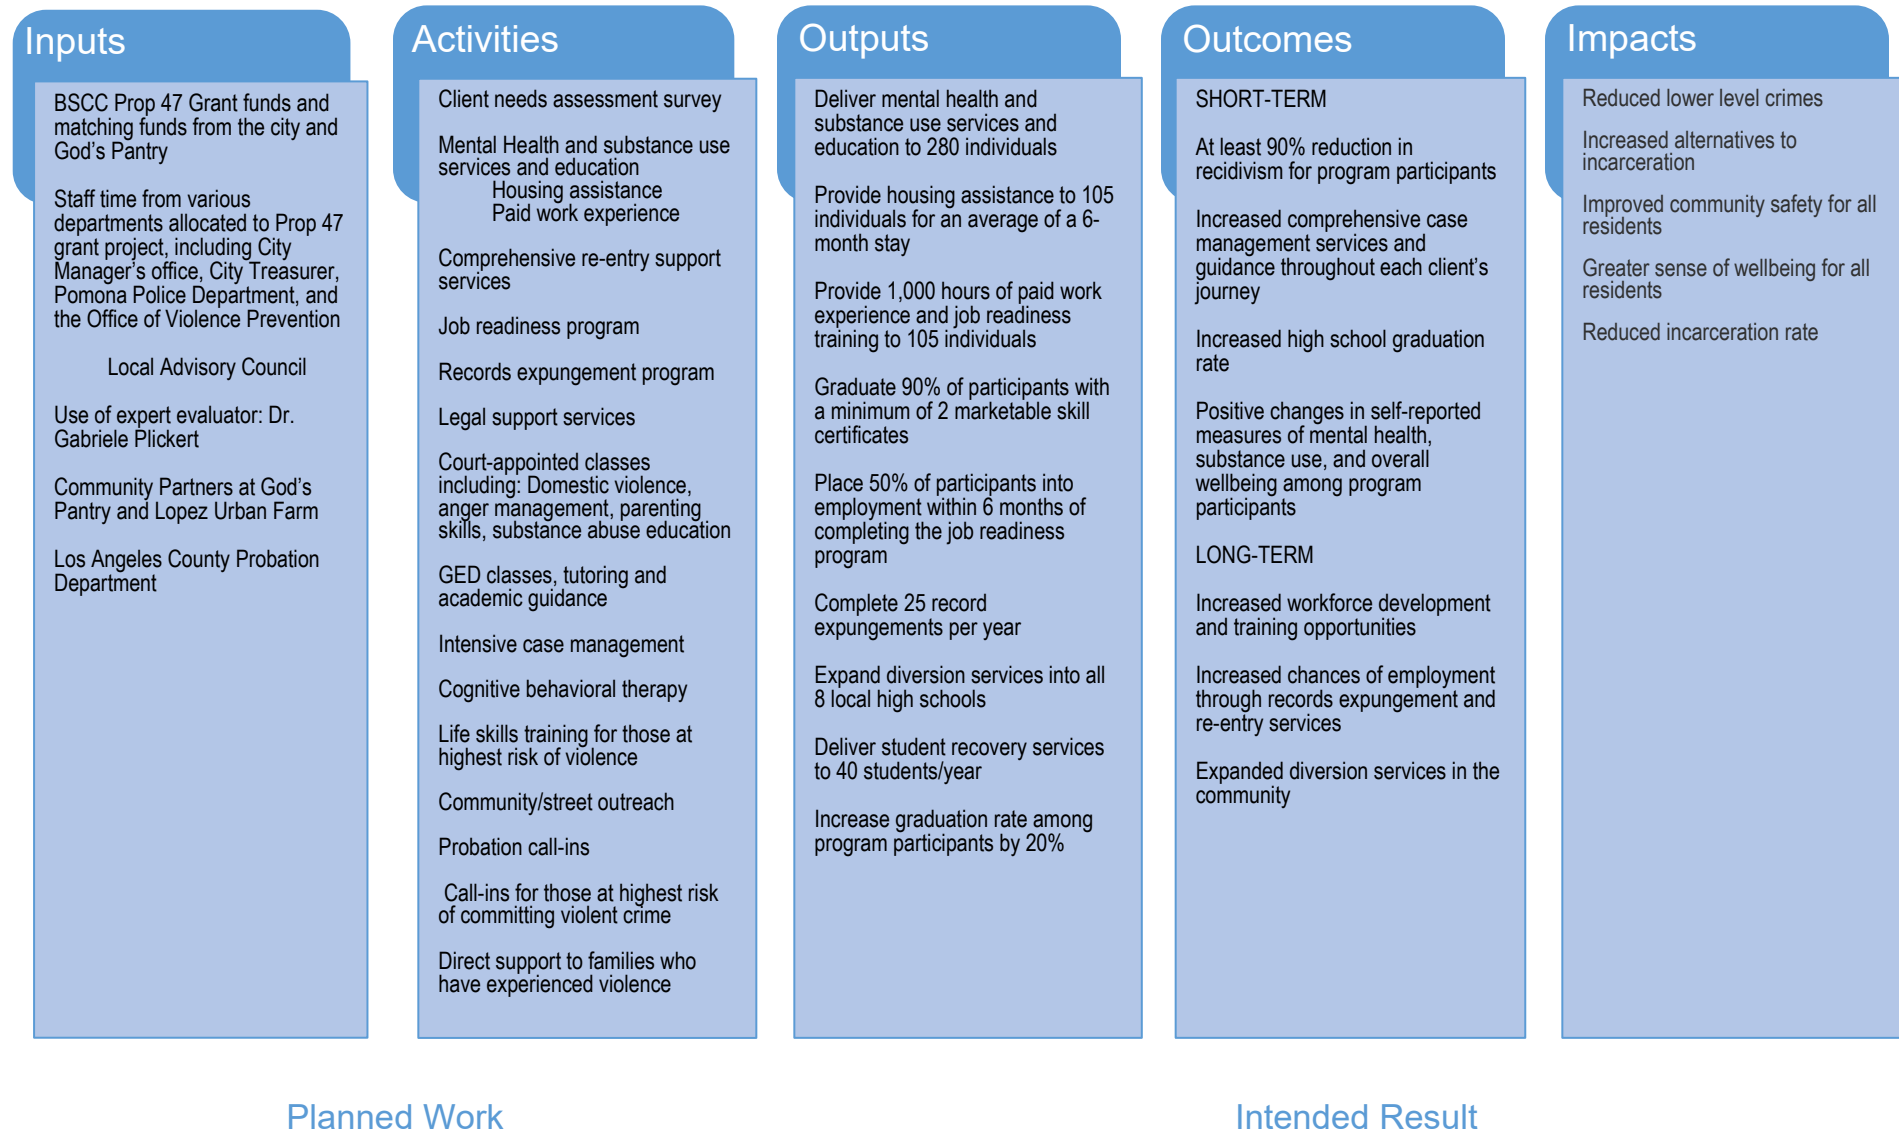 Inputs
BSCC Prop 47 Grant funds and
matching funds from the city and
God's Pantry
Staff time from various
departments allocated to Prop 47
grant project, including City
Manager's office, City Treasurer,
Pomona Police Department, and
the Office of Violence Prevention
Local Advisory Council
Use of expert evaluator: Dr.
Gabriele Plickert
Community Partners at God's
Pantry and Lopez Urban Farm
Los Angeles County Probation
Department
Activities
Client needs assessment survey
Mental Health and substance use
services and education
Housing assistance
Paid work experience
Comprehensive re-entry support
services
Job readiness program
Records expungement program
Legal support services
Court-appointed classes
including: Domestic violence,
anger management, parenting
skills, substance abuse education
GED classes, tutoring and
academic guidance
Intensive case management
Cognitive behavioral therapy
Life skills training for those at
highest risk of violence
Community/street outreach
Probation call-ins
Call-ins for those at highest risk
of committing violent crime
Direct support to families who
have experienced violence
Outputs
Deliver mental health and
substance use services and
education to 280 individuals
Provide housing assistance to 105
individuals for an average of a 6-
month stay
Provide 1,000 hours of paid work
experience and job readiness
training to 105 individuals
Graduate 90% of participants with
a minimum of 2 marketable skill
certificates
Place 50% of participants into
employment within 6 months of
completing the job readiness
program
Complete 25 record
expungements per year
Expand diversion services into all
8 local high schools
Deliver student recovery services
to 40 students/year
Increase graduation rate among
program participants by 20%
Outcomes
SHORT-TERM
At least 90% reduction in
recidivism for program participants
Increased comprehensive case
management services and
guidance throughout each client's
journey
Increased high school graduation
rate
Positive changes in self-reported
measures of mental health,
substance use, and overall
wellbeing among program
participants
LONG-TERM
Increased workforce development
and training opportunities
Increased chances of employment
through records expungement and
re-entry services
Expanded diversion services in the
community
Impacts
Reduced lower level crimes
Increased alternatives to
incarceration
Improved community safety for all
residents
Greater sense of wellbeing for all
residents
Reduced incarceration rate
Planned Work
Intended Result